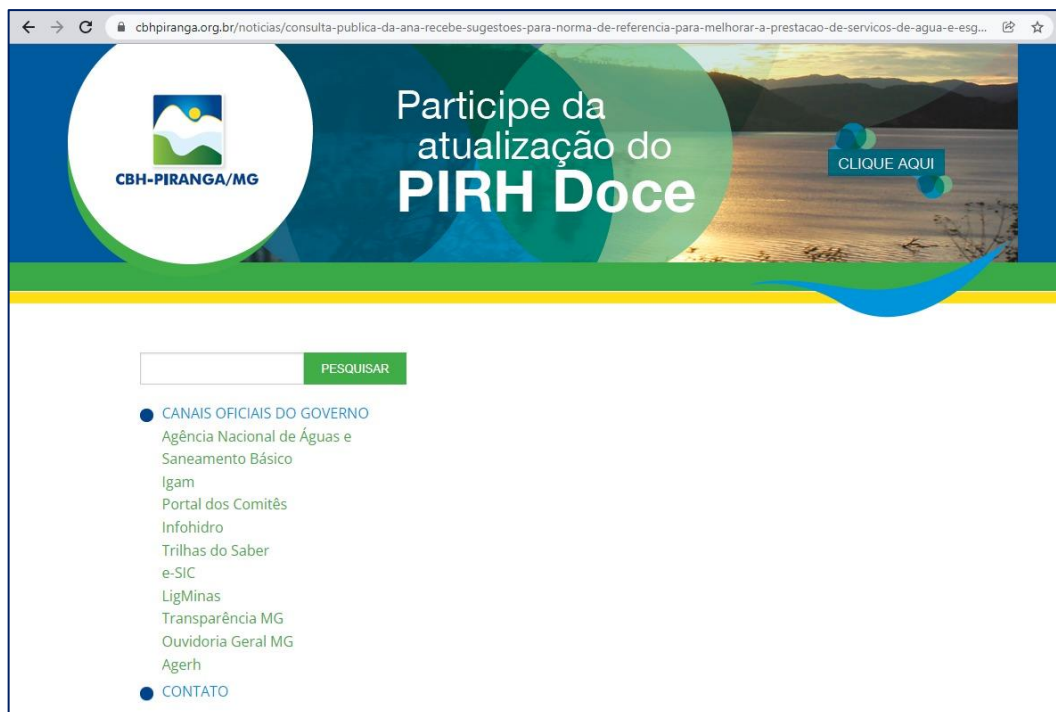 cbhpiranga.org.br/noticias/consulta-publica-da-ana-recebe-sugestoes-para-norma-de-referencia-para-melhorar-a-prestacao-de-servicos-de-agua-e-esg...
Participe da
atualização do
PIRH Doce
CBH-PIRANGA/MG
CLIQUE AQUI
PESQUISAR
CANAIS OFICIAIS DO GOVERNO
Agência Nacional de Águas e
Saneamento Básico
Igam
Portal dos Comitês
Infohidro
Trilhas do Saber
e-SIC
LigMinas
Transparência MG
Ouvidoria Geral MG
Agerh
CONTATO